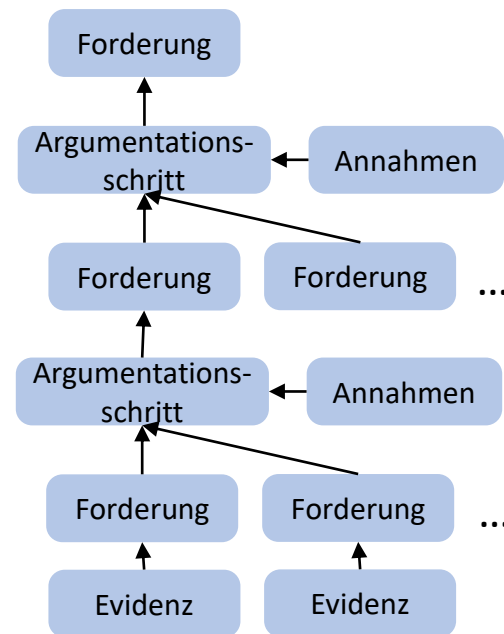 Forderung
Argumentations-
schritt
Annahmen
Forderung
Forderung
...
Argumentations-
schritt
Annahmen
Forderung
Forderung
...
Evidenz
Evidenz